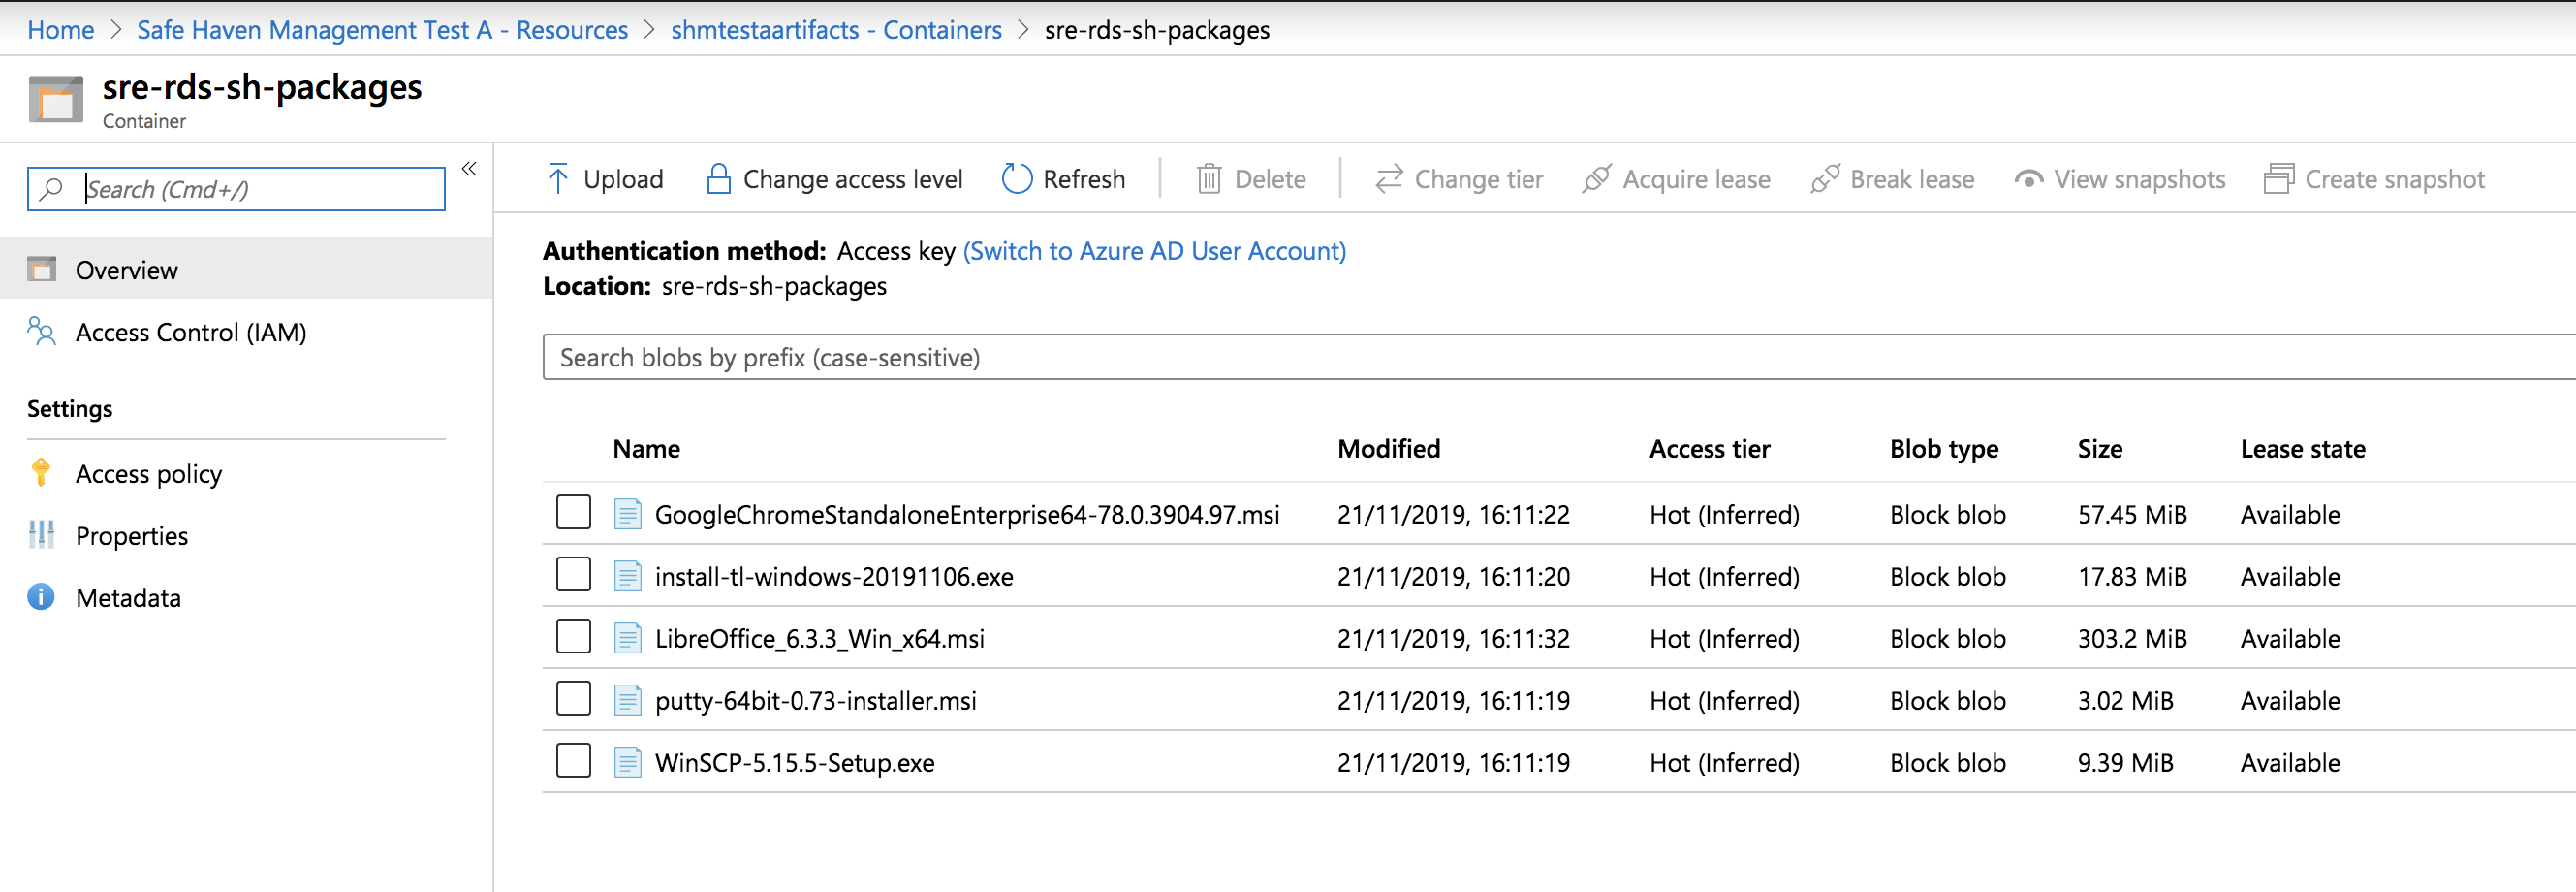 Home > Safe Haven Management Test A - Resources > shmtestaartifacts - Containers > sre-rds-sh-packages
sre-rds-sh-packages
Container
Search (Cmd+/)
«
Overview
Access Control (IAM)
Settings
Access policy
Properties
Metadata
Upload Change access level Refresh Delete Change tier Acquire lease Break lease View snapshots Create snapshot
Authentication method: Access key (Switch to Azure AD User Account)
Location: sre-rds-sh-packages
Search blobs by prefix (case-sensitive)
Name Modified Access tier Blob type Size Lease state
GoogleChromeStandaloneEnterprise64-78.0.3904.97.msi 21/11/2019, 16:11:22 Hot (Inferred) Block blob 57.45 MiB Available
install-tl-windows-20191106.exe 21/11/2019, 16:11:20 Hot (Inferred) Block blob 17.83 MiB Available
LibreOffice_6.3.3_Win_x64.msi 21/11/2019, 16:11:32 Hot (Inferred) Block blob 303.2 MiB Available
putty-64bit-0.73-installer.msi 21/11/2019, 16:11:19 Hot (Inferred) Block blob 3.02 MiB Available
WinSCP-5.15.5-Setup.exe 21/11/2019, 16:11:19 Hot (Inferred) Block blob 9.39 MiB Available